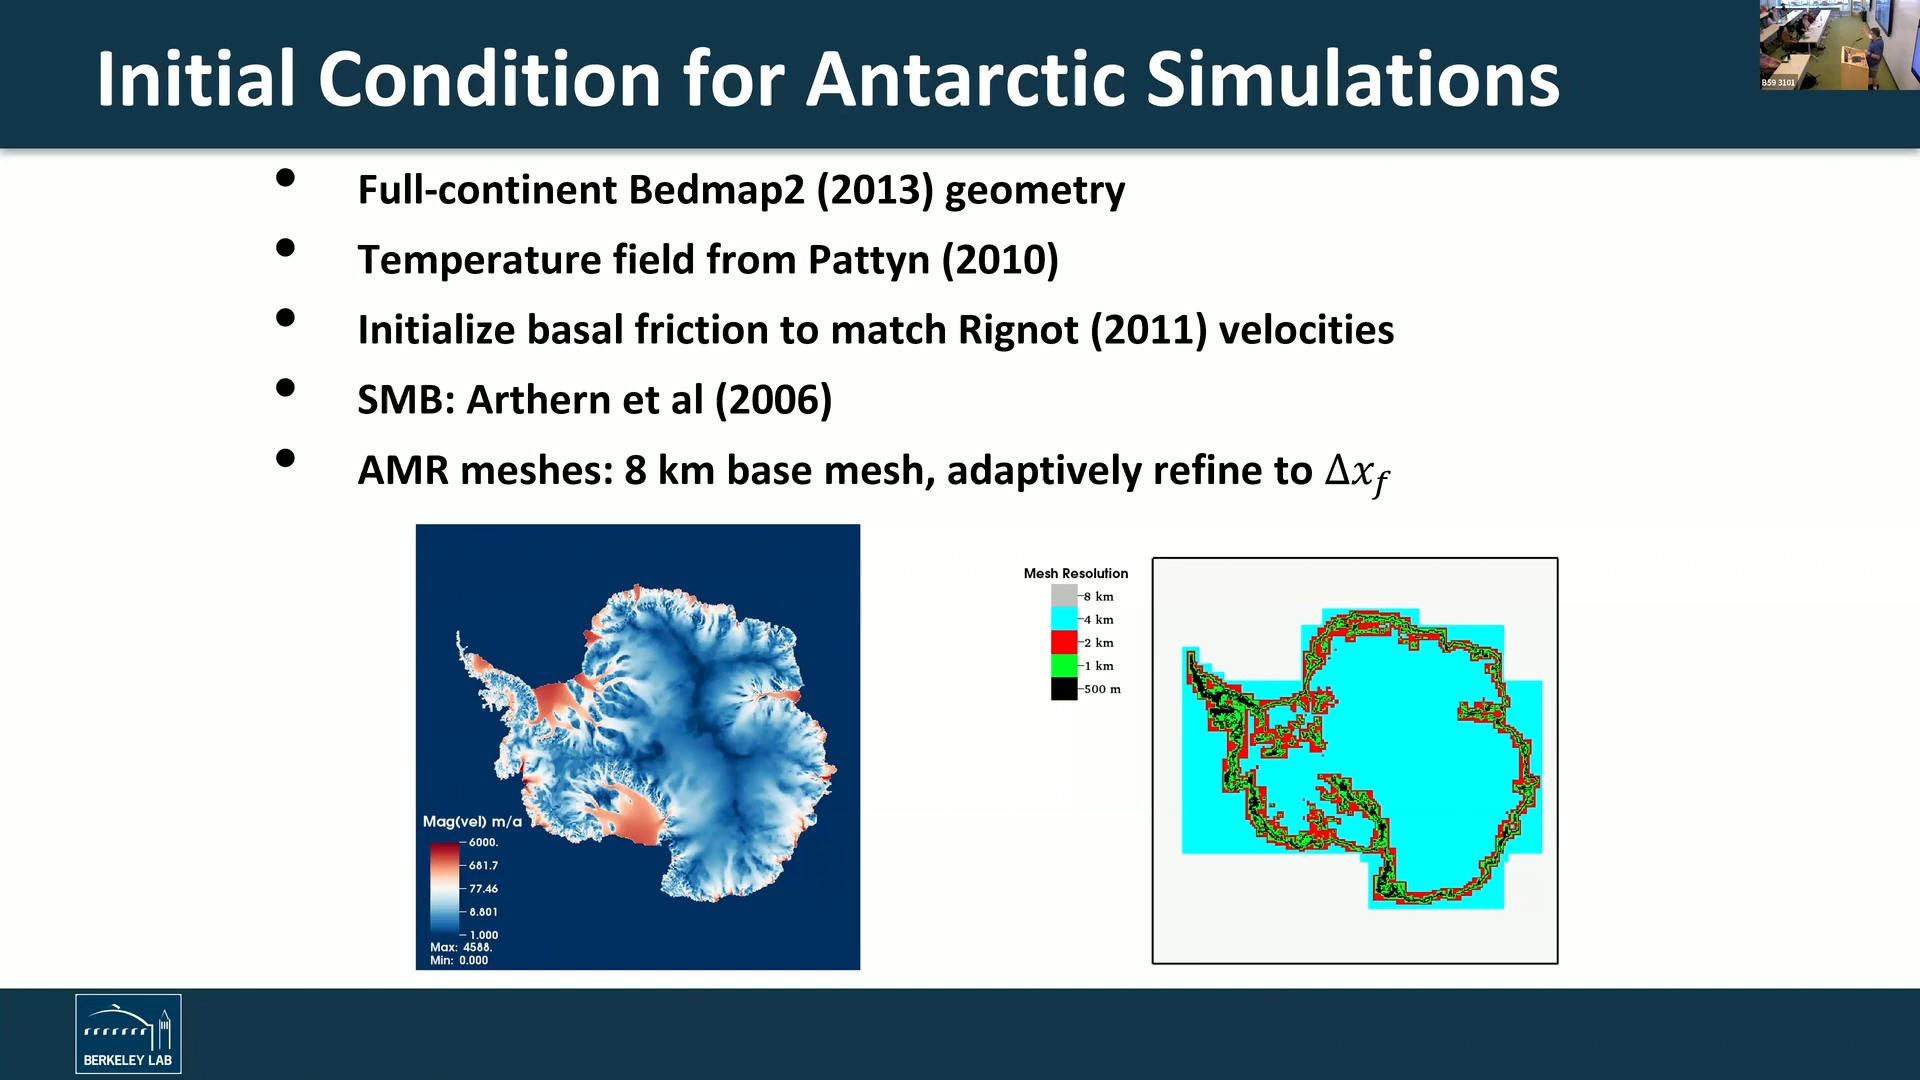 Initial Condition for Antarctic Simulations
B59 3101
• Full-continent Bedmap2 (2013) geometry
• Temperature field from Pattyn (2010)
• Initialize basal friction to match Rignot (2011) velocities
• SMB: Arthern et al (2006)
• AMR meshes: 8 km base mesh, adaptively refine to Δx_f
Mag(vel) m/a
6000.
681.7
77.46
8.801
1.000
Max: 4588.
Min: 0.000
Mesh Resolution
8 km
4 km
2 km
1 km
500 m
BERKELEY LAB